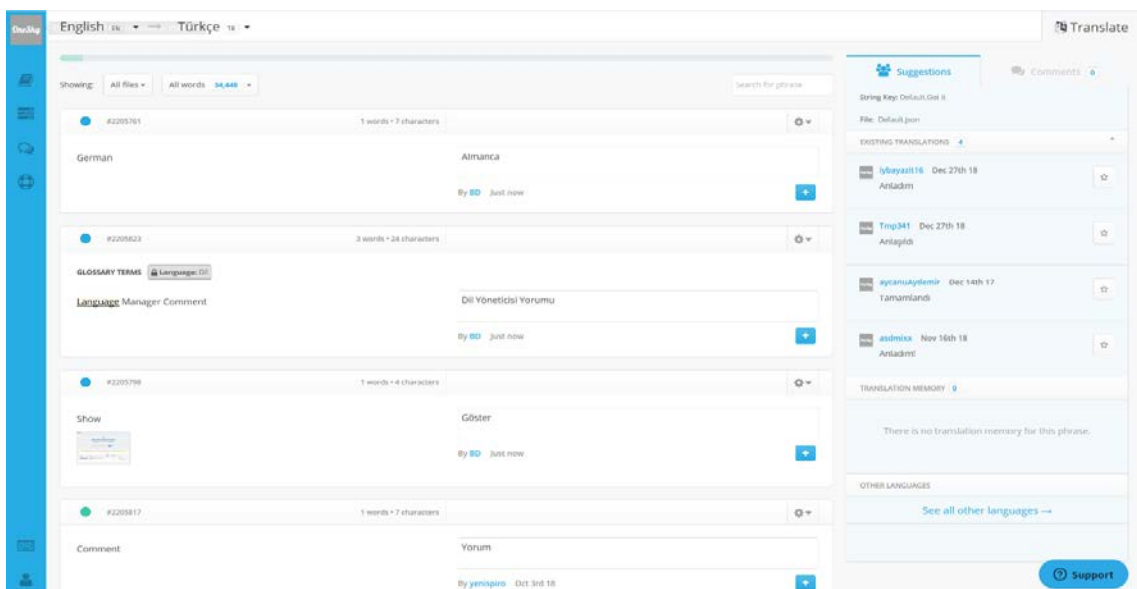 OneSky
English EN → Türkçe TR
Translate
Showing: All files All words 34,448
Search for phrase
#2205761 1 words • 7 characters
German Almanca
By BD Just now
#2205623 3 words • 24 characters
GLOSSARY TERMS Language: Dil
Language Manager Comment Dil Yöneticisi Yorumu
By BD Just now
#2205798 1 words • 4 characters
Show Göster
By BD Just now
#2205817 1 words • 7 characters
Comment Yorum
By yenispiro Oct 3rd 18
Suggestions Comments 0
String Key: Default.Got it
File: Default.json
EXISTING TRANSLATIONS 4
iybayazit16 Dec 27th 18
Anladım
Tmp341 Dec 27th 18
Anlaşıldı
aycanuAydemir Dec 14th 17
Tamamlandı
asdmixx Nov 16th 18
Anladım!
TRANSLATION MEMORY 0
There is no translation memory for this phrase.
OTHER LANGUAGES
See all other languages →
Support